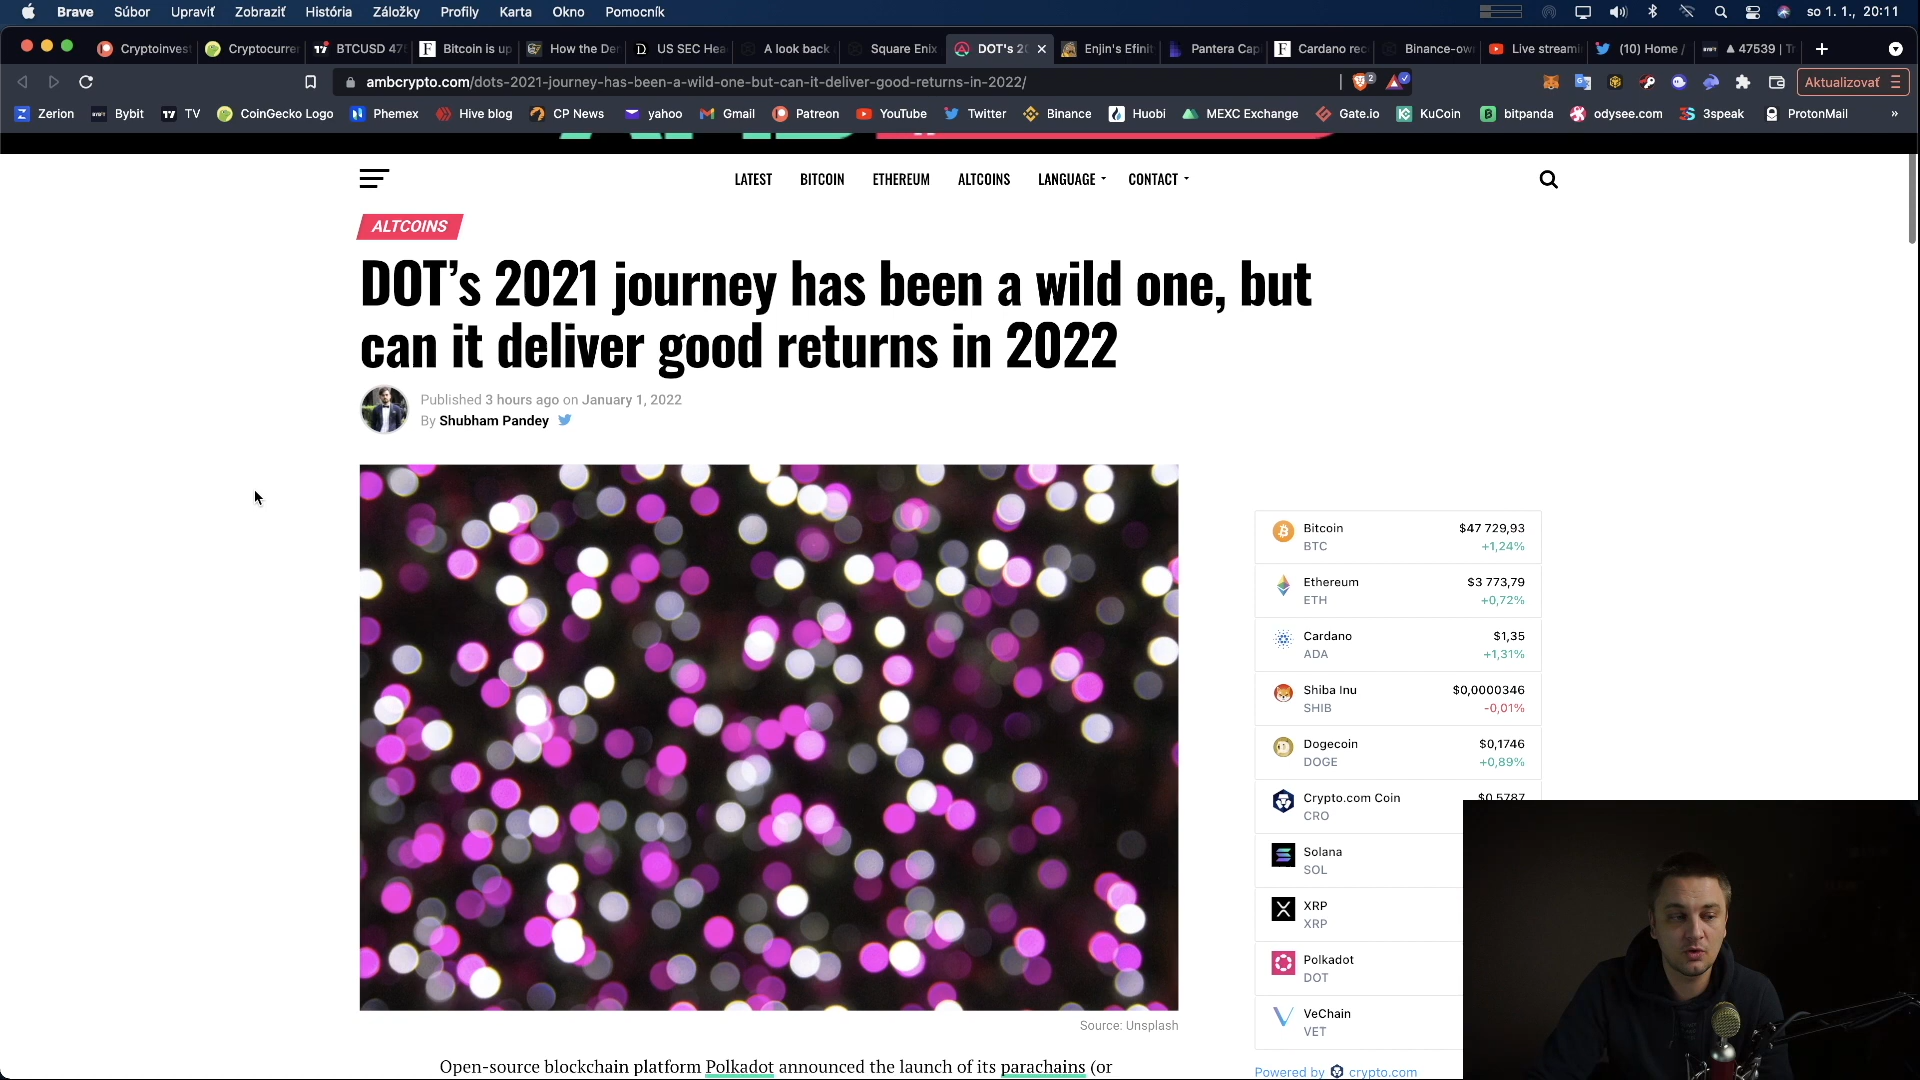 Brave Súbor Upraviť Zobraziť História Záložky Profily Karta Okno Pomocník so 1. 1., 20:11
Cryptoinvest Cryptocurrer BTCUSD 47 Bitcoin is up How the De US SEC Hea A look back Square Enix DOT's 20 Enjin's Efinit Pantera Cap Cardano rec Binance-ow Live streami (10) Home / ▲ 47539 | Tr
ambcrypto.com/dots-2021-journey-has-been-a-wild-one-but-can-it-deliver-good-returns-in-2022/ 2 Aktualizovať
Zerion Bybit TV CoinGecko Logo Phemex Hive blog CP News yahoo Gmail Patreon YouTube Twitter Binance Huobi MEXC Exchange Gate.io KuCoin bitpanda odysee.com 3speak ProtonMail »
LATEST BITCOIN ETHEREUM ALTCOINS LANGUAGE CONTACT
ALTCOINS
DOT’s 2021 journey has been a wild one, but
can it deliver good returns in 2022
Published 3 hours ago on January 1, 2022
By Shubham Pandey
Bitcoin $47 729,93
BTC +1,24%
Ethereum $3 773,79
ETH +0,72%
Cardano $1,35
ADA +1,31%
Shiba Inu $0,0000346
SHIB -0,01%
Dogecoin $0,1746
DOGE +0,89%
Crypto.com Coin $0,5787
CRO
Solana
SOL
XRP
XRP
Polkadot
DOT
VeChain
VET
Source: Unsplash
Open-source blockchain platform Polkadot announced the launch of its parachains (or
Powered by crypto.com